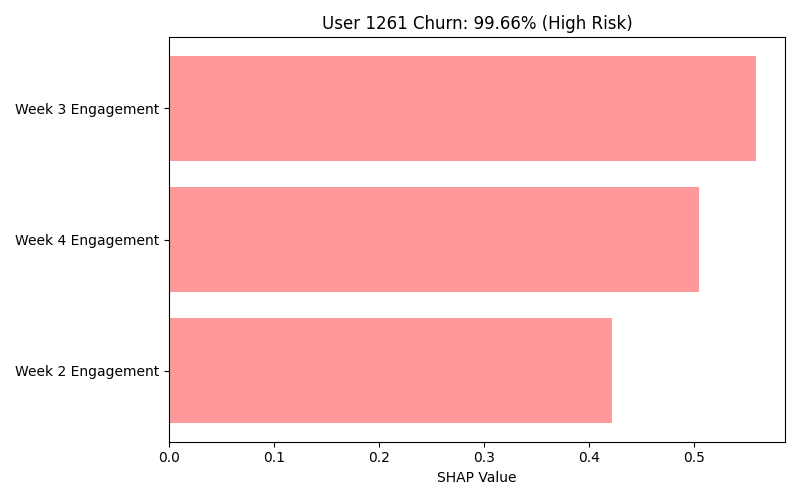 User 1261 Churn: 99.66% (High Risk)
Week 3 Engagement
Week 4 Engagement
Week 2 Engagement
0.0 0.1 0.2 0.3 0.4 0.5
SHAP Value